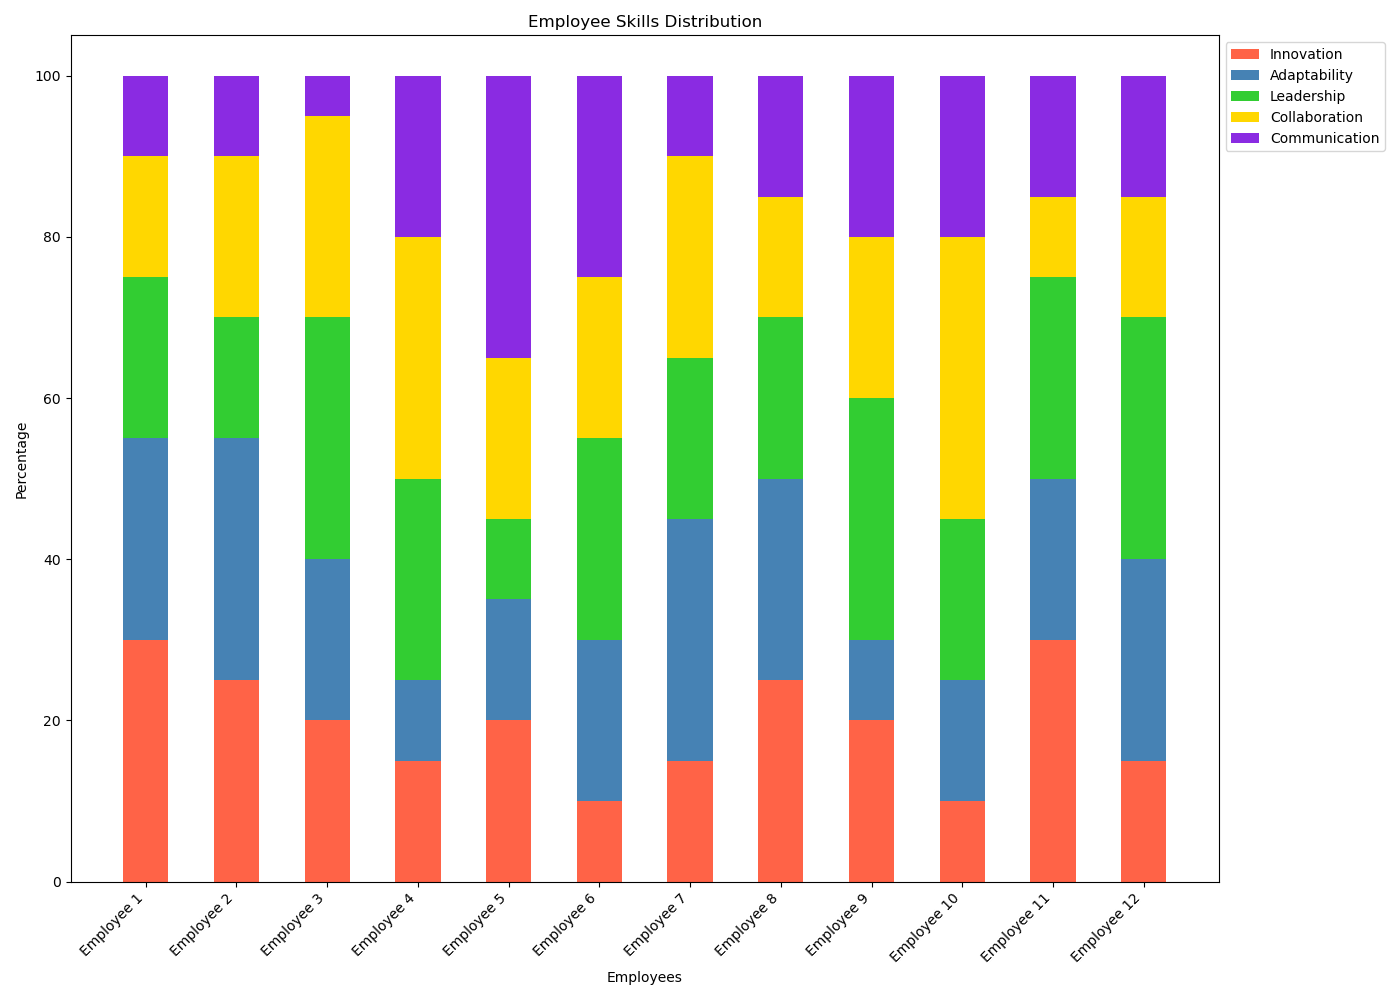 Employee Skills Distribution
Innovation
Adaptability
Leadership
Collaboration
Communication
Percentage
100
80
60
40
20
0
Employee 1
Employee 2
Employee 3
Employee 4
Employee 5
Employee 6
Employee 7
Employee 8
Employee 9
Employee 10
Employee 11
Employee 12
Employees